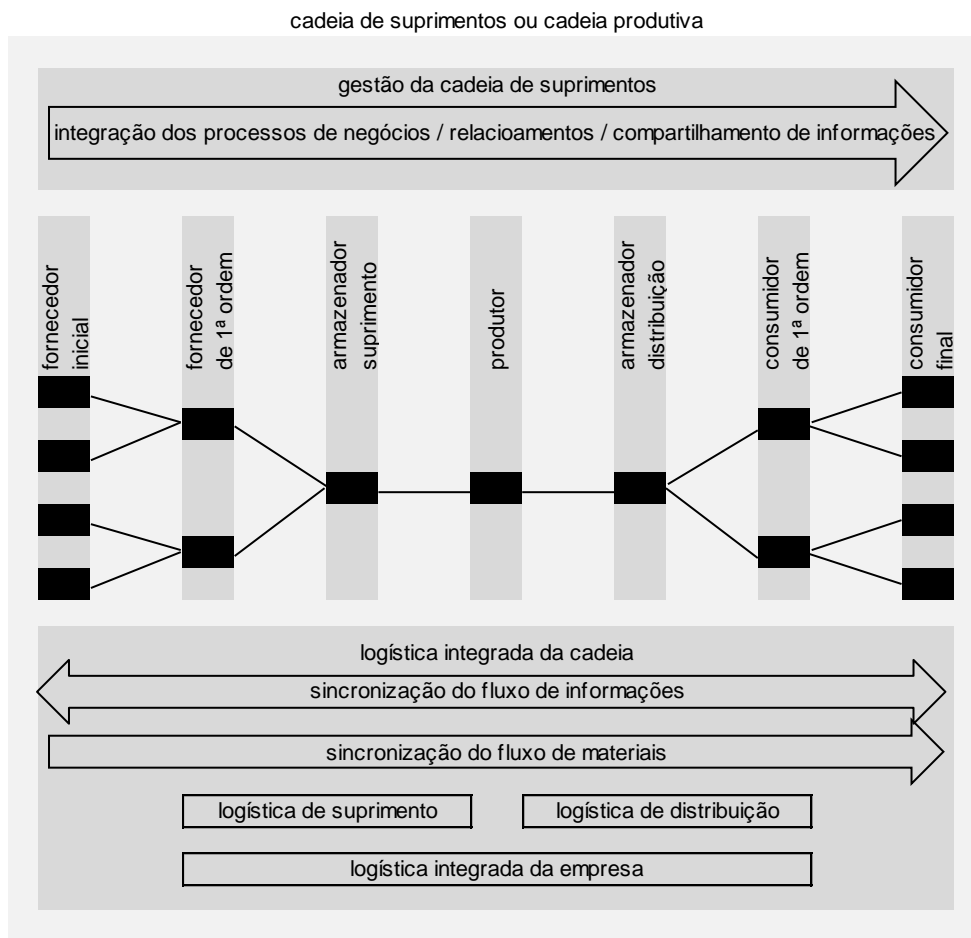 cadeia de suprimentos ou cadeia produtiva
gestão da cadeia de suprimentos
integração dos processos de negócios / relacioamentos / compartilhamento de informações
fornecedor
inicial
fornecedor
de 1ª ordem
armazenador
suprimento
produtor
armazenador
distribuição
consumidor
de 1ª ordem
consumidor
final
logística integrada da cadeia
sincronização do fluxo de informações
sincronização do fluxo de materiais
logística de suprimento
logística de distribuição
logística integrada da empresa